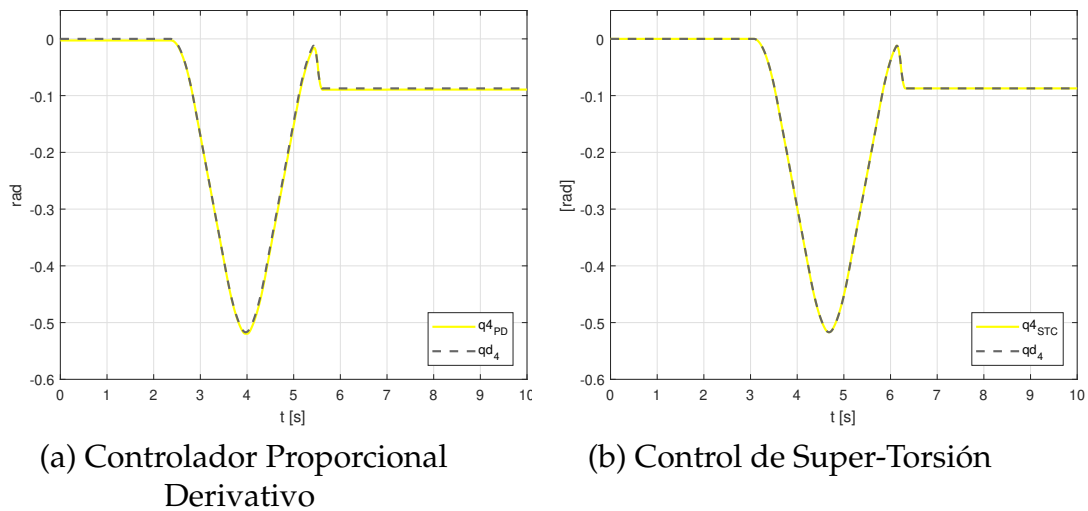 0
-0.1
-0.2
-0.3
-0.4
-0.5
-0.6
rad
0 1 2 3 4 5 6 7 8 9 10
t [s]
q4PD
qd4
(a) Controlador Proporcional
Derivativo
0
-0.1
-0.2
-0.3
-0.4
-0.5
-0.6
[rad]
0 1 2 3 4 5 6 7 8 9 10
t [s]
q4STC
qd4
(b) Control de Super-Torsión